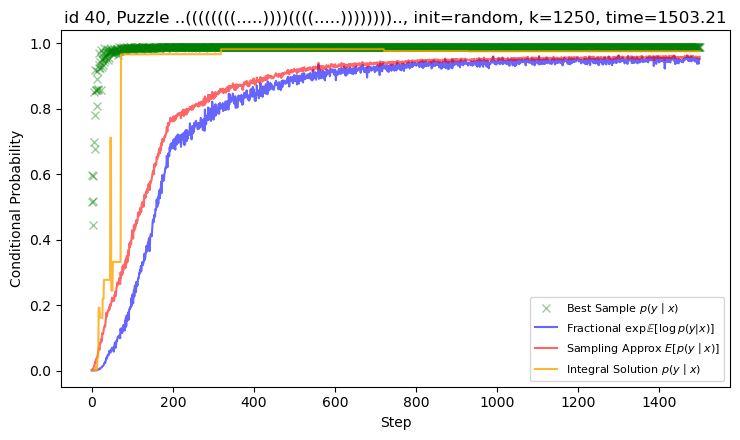 id 40, Puzzle ..((((((((.....))))((((.....)))))))).., init=random, k=1250, time=1503.21
1.0
0.8
0.6
0.4
0.2
0.0
Conditional Probability
0
200
400
600
800
1000
1200
1400
Step
Best Sample p(y | x)
Fractional exp𝔼[log p(y|x)]
Sampling Approx E[p(y | x)]
Integral Solution p(y | x)